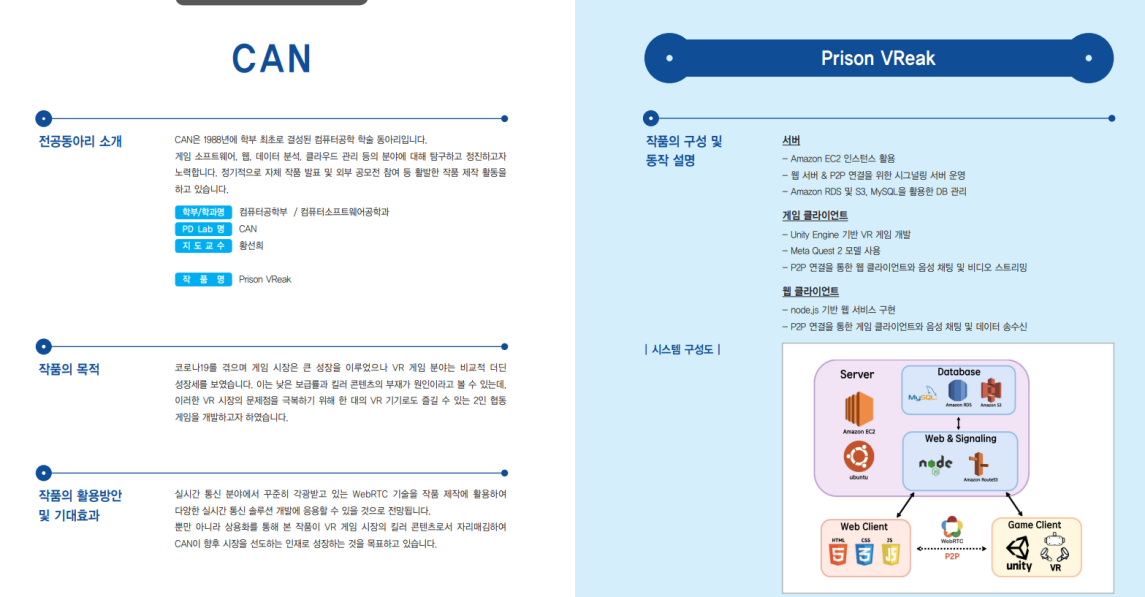 CAN
전공동아리 소개
CAN은 1988년에 학부 최초로 결성된 컴퓨터공학 학술 동아리입니다.
게임 소프트웨어, 웹, 데이터 분석, 클라우드 관리 등의 분야에 대해 탐구하고 정진하고자
노력합니다. 정기적으로 자체 작품 발표 및 외부 공모전 참여 등 활발한 작품 제작 활동을
하고 있습니다.
학부/학과명 컴퓨터공학부 / 컴퓨터소프트웨어공학과
PD Lab 명 CAN
지 도 교 수 황선희
작 품 명 Prison VReak
작품의 목적
코로나19를 겪으며 게임 시장은 큰 성장을 이루었으나 VR 게임 분야는 비교적 더딘
성장세를 보였습니다. 이는 낮은 보급률과 킬러 콘텐츠의 부재가 원인이라고 볼 수 있는데,
이러한 VR 시장의 문제점을 극복하기 위해 한 대의 VR 기기로도 즐길 수 있는 2인 협동
게임을 개발하고자 하였습니다.
작품의 활용방안
및 기대효과
실시간 통신 분야에서 꾸준히 각광받고 있는 WebRTC 기술을 작품 제작에 활용하여
다양한 실시간 통신 솔루션 개발에 응용할 수 있을 것으로 전망됩니다.
뿐만 아니라 상용화를 통해 본 작품이 VR 게임 시장의 킬러 콘텐츠로서 자리매김하여
CAN이 향후 시장을 선도하는 인재로 성장하는 것을 목표하고 있습니다.
Prison VReak
작품의 구성 및
동작 설명
서버
- Amazon EC2 인스턴스 활용
- 웹 서버 & P2P 연결을 위한 시그널링 서버 운영
- Amazon RDS 및 S3, MySQL을 활용한 DB 관리
게임 클라이언트
- Unity Engine 기반 VR 게임 개발
- Meta Quest 2 모델 사용
- P2P 연결을 통한 웹 클라이언트와 음성 채팅 및 비디오 스트리밍
웹 클라이언트
- node.js 기반 웹 서비스 구현
- P2P 연결을 통한 게임 클라이언트와 음성 채팅 및 데이터 송수신
| 시스템 구성도 |
Server
Amazon EC2
ubuntu
Database
MySQL
Amazon RDS
Amazon S3
Web & Signaling
node
JS
Amazon Route53
Web Client
HTML
5
CSS
3
JS
JS
WebRTC
P2P
Game Client
unity
VR